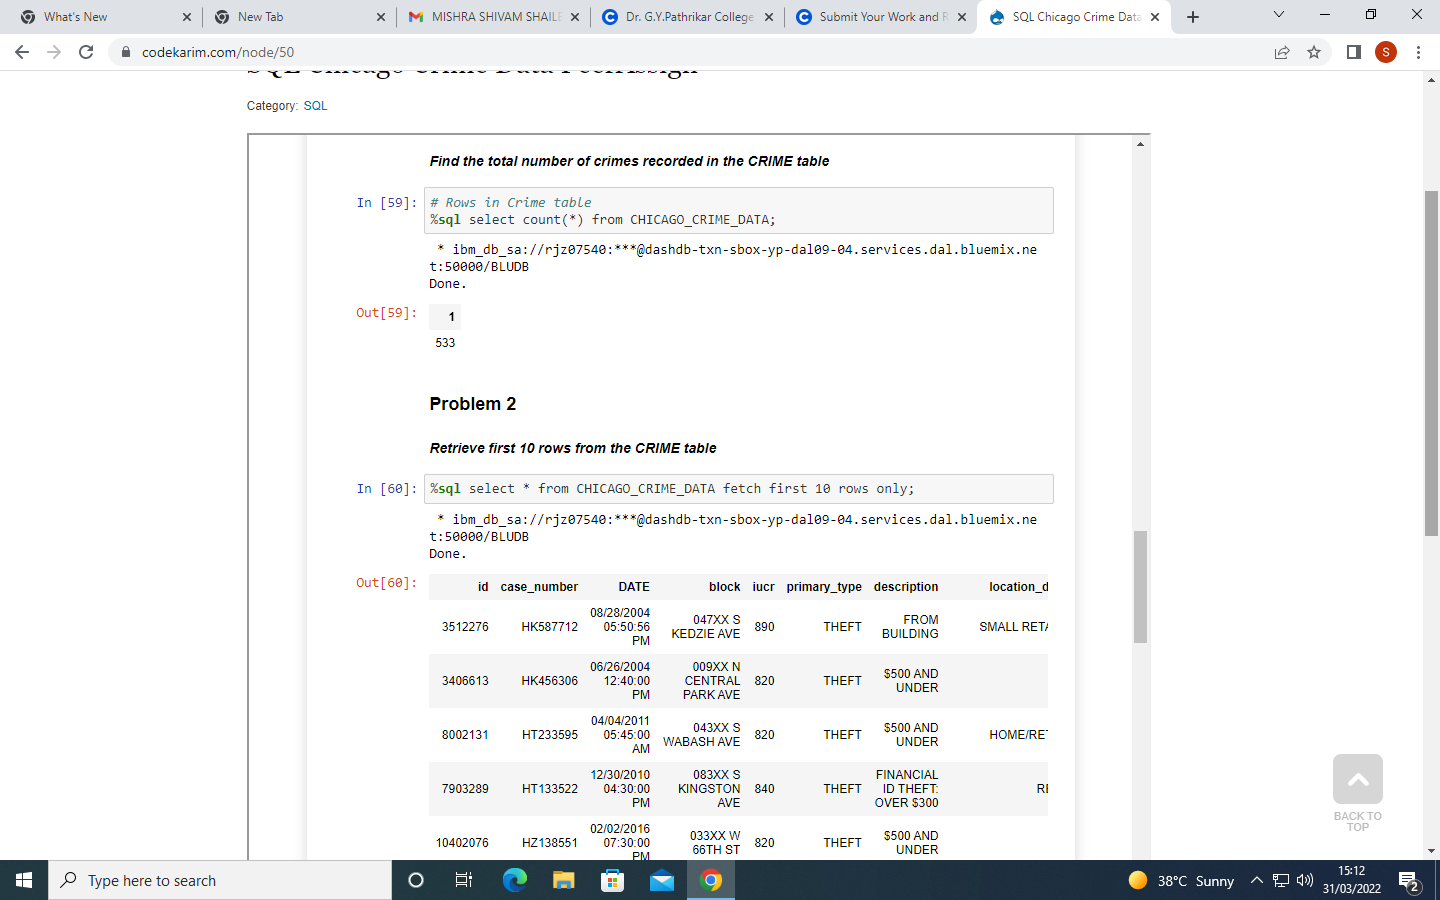 What's New
New Tab
MISHRA SHIVAM SHAILE
Dr. G.Y.Pathrikar College
Submit Your Work and R
SQL Chicago Crime Data
codekarim.com/node/50
S
SQL Chicago Crime Data PeerAssign
Category: SQL
Find the total number of crimes recorded in the CRIME table
In [59]:
# Rows in Crime table
%sql select count(*) from CHICAGO_CRIME_DATA;
* ibm_db_sa://rjz07540:***@dashdb-txn-sbox-yp-dal09-04.services.dal.bluemix.ne
t:50000/BLUDB
Done.
Out[59]:
1
533
Problem 2
Retrieve first 10 rows from the CRIME table
In [60]: %sql select * from CHICAGO_CRIME_DATA fetch first 10 rows only;
* ibm_db_sa://rjz07540:***@dashdb-txn-sbox-yp-dal09-04.services.dal.bluemix.ne
t:50000/BLUDB
Done.
Out[60]:
id case_number DATE block iucr primary_type description location_d
3512276 HK587712 08/28/2004 05:50:56 PM 047XX S KEDZIE AVE 890 THEFT FROM BUILDING SMALL RETA
3406613 HK456306 06/26/2004 12:40:00 PM 009XX N CENTRAL PARK AVE 820 THEFT $500 AND UNDER
8002131 HT233595 04/04/2011 05:45:00 AM 043XX S WABASH AVE 820 THEFT $500 AND UNDER HOME/RET
7903289 HT133522 12/30/2010 04:30:00 PM 083XX S KINGSTON AVE 840 THEFT FINANCIAL ID THEFT: OVER $300 RE
10402076 HZ138551 02/02/2016 07:30:00 PM 033XX W 66TH ST 820 THEFT $500 AND UNDER
BACK TO
TOP
Type here to search
38°C Sunny
15:12
31/03/2022
2